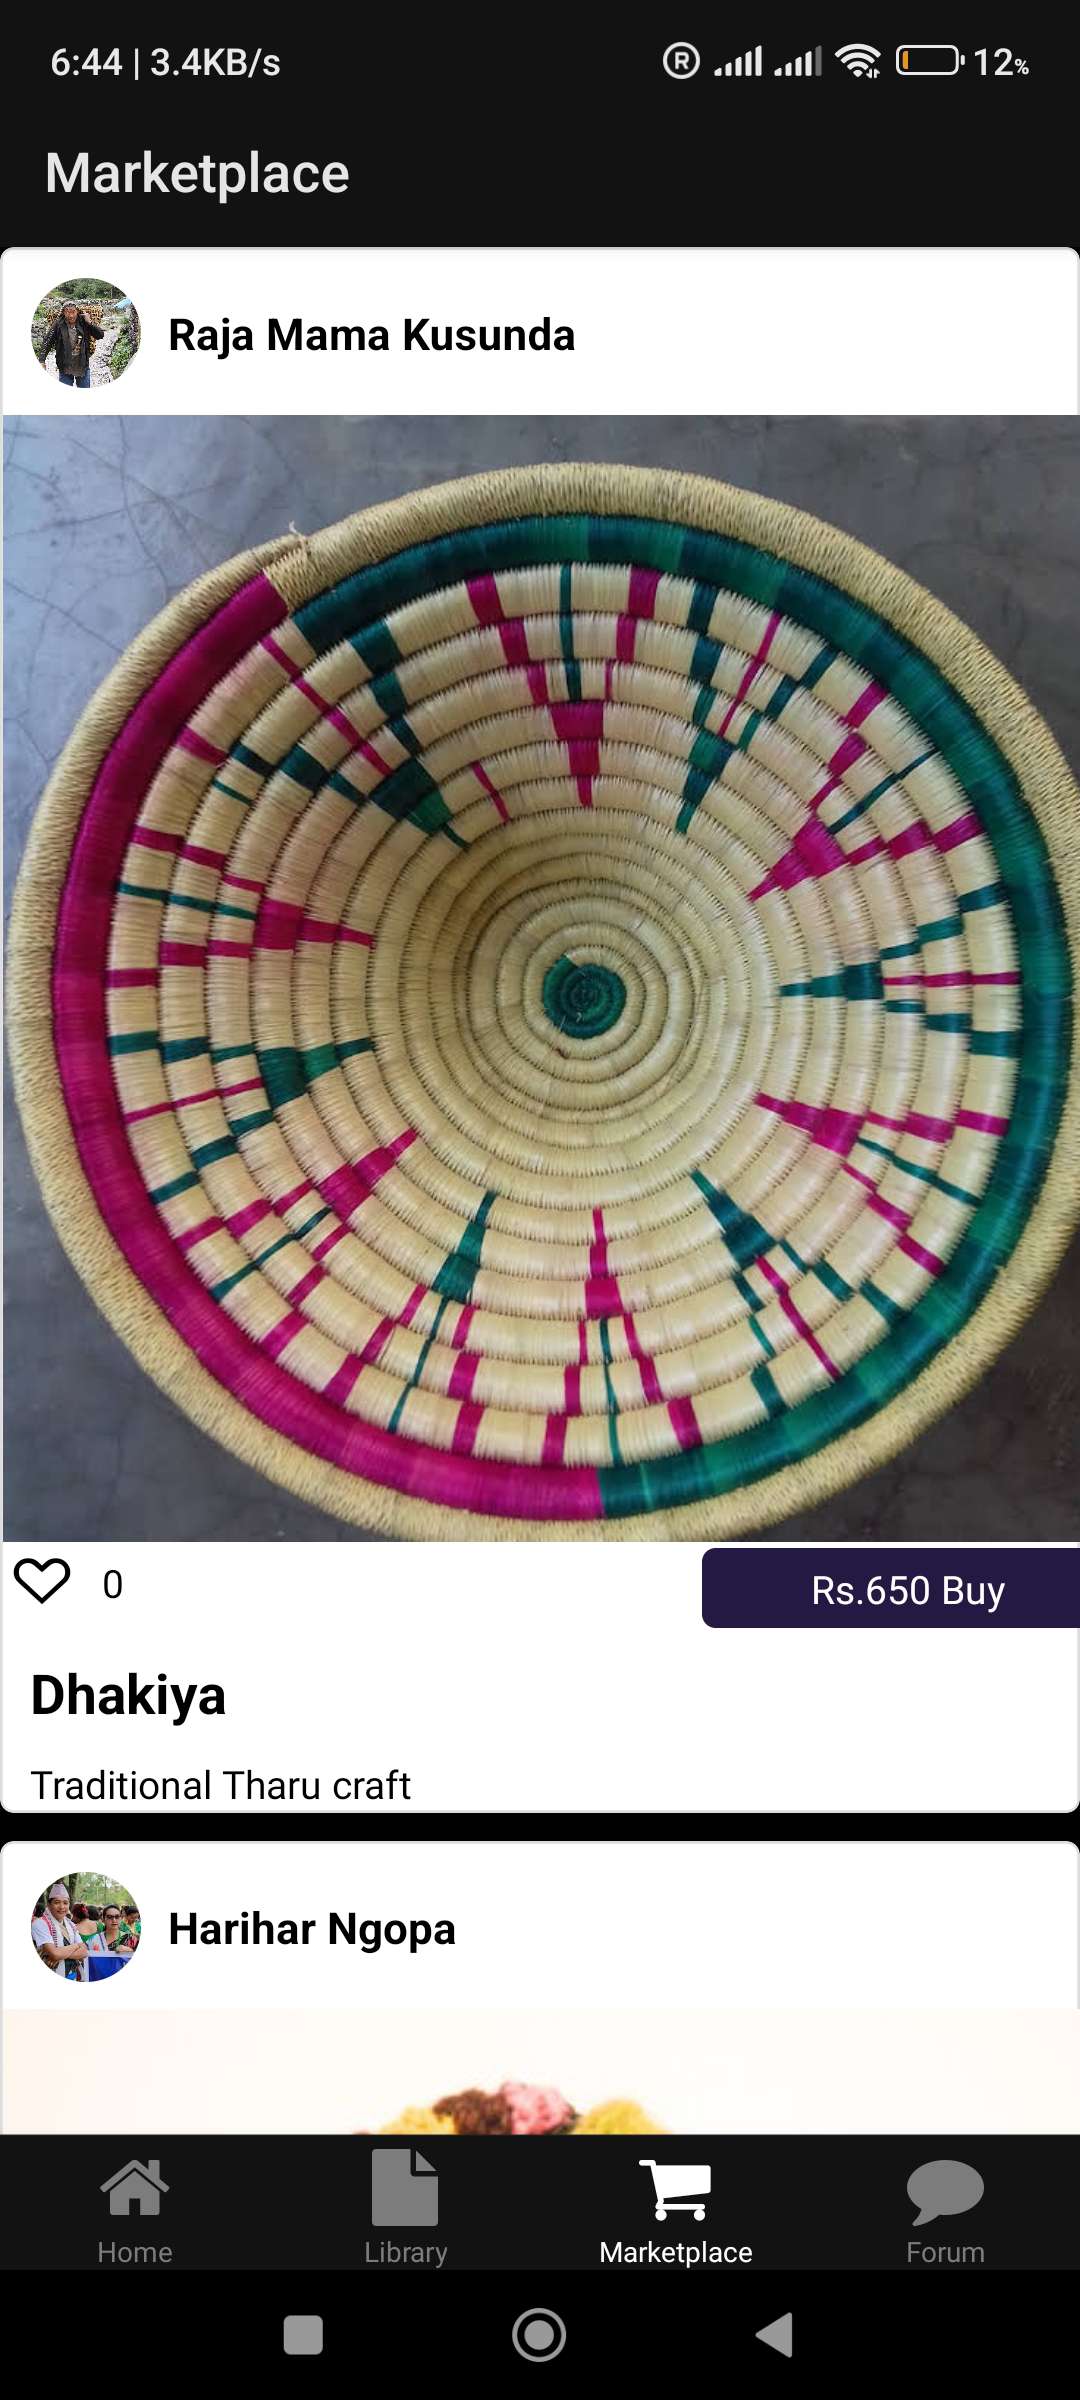 6:44 | 3.4KB/s ® 12%
Marketplace
Raja Mama Kusunda
0 Rs.650 Buy
Dhakiya
Traditional Tharu craft
Harihar Ngopa
Home Library Marketplace Forum